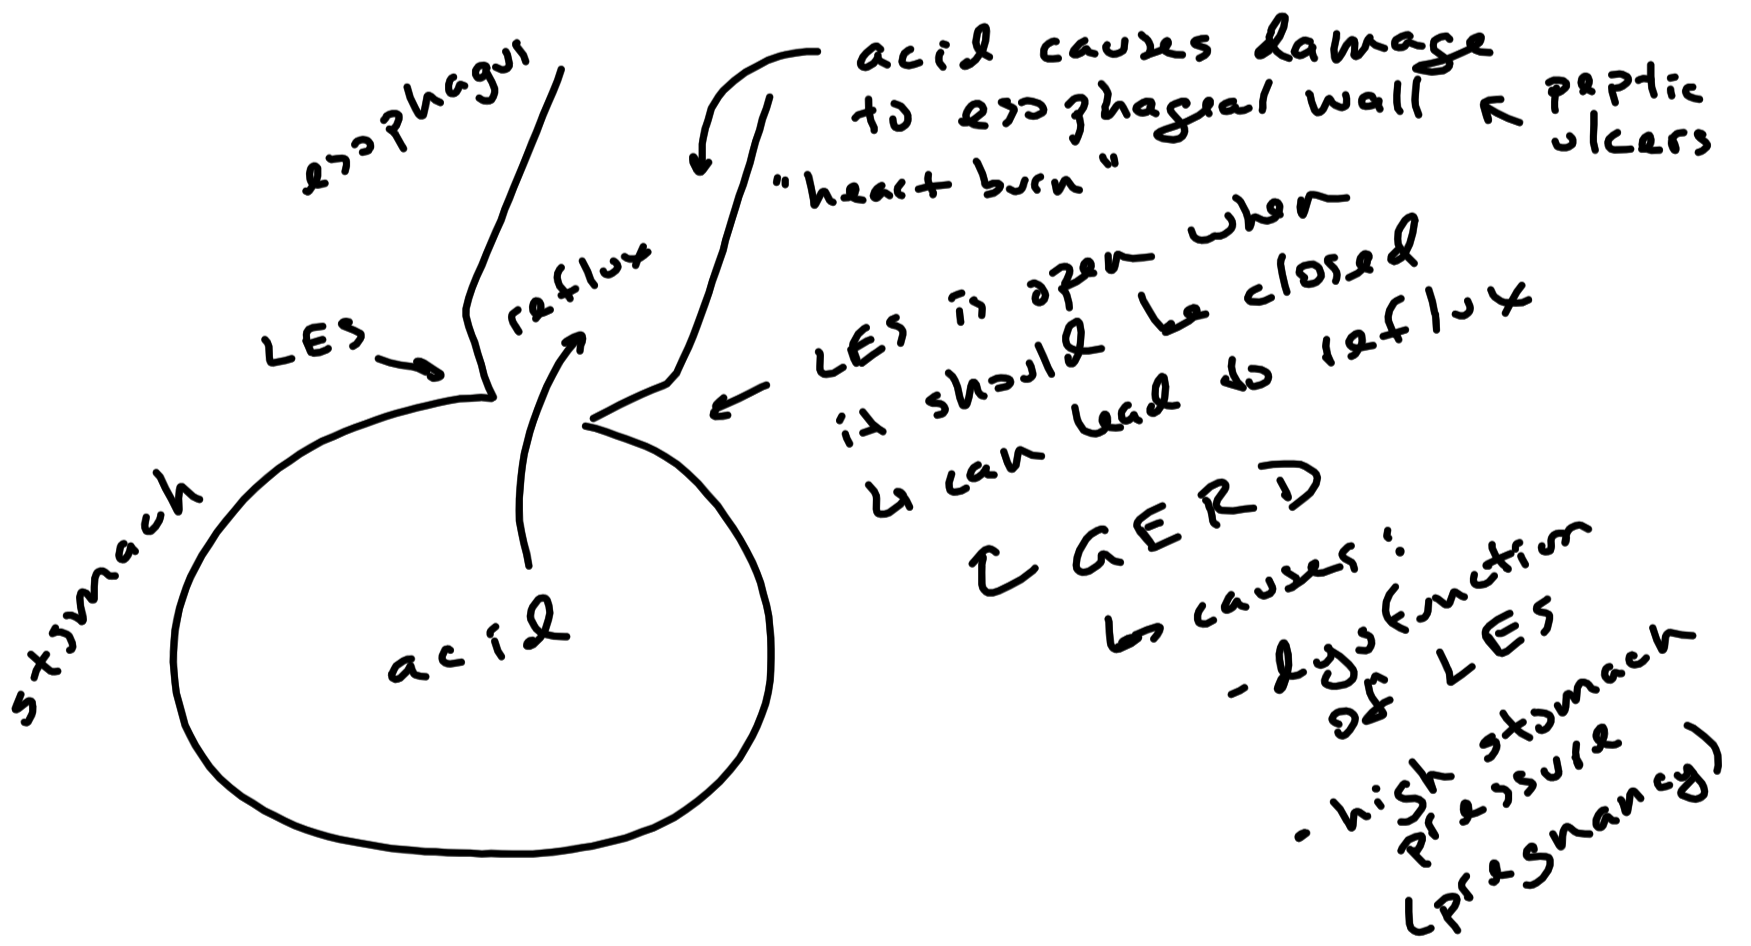 esophagus
acid causes damage
to esophageal wall
peptic
ulcers
"heart burn"
reflux
LES
LES is open when
it should be closed
↳ can lead to reflux
GERD
↳ causes:
- dysfunction
of LES
- high stomach
pressure
(pregnancy)
stomach
acid